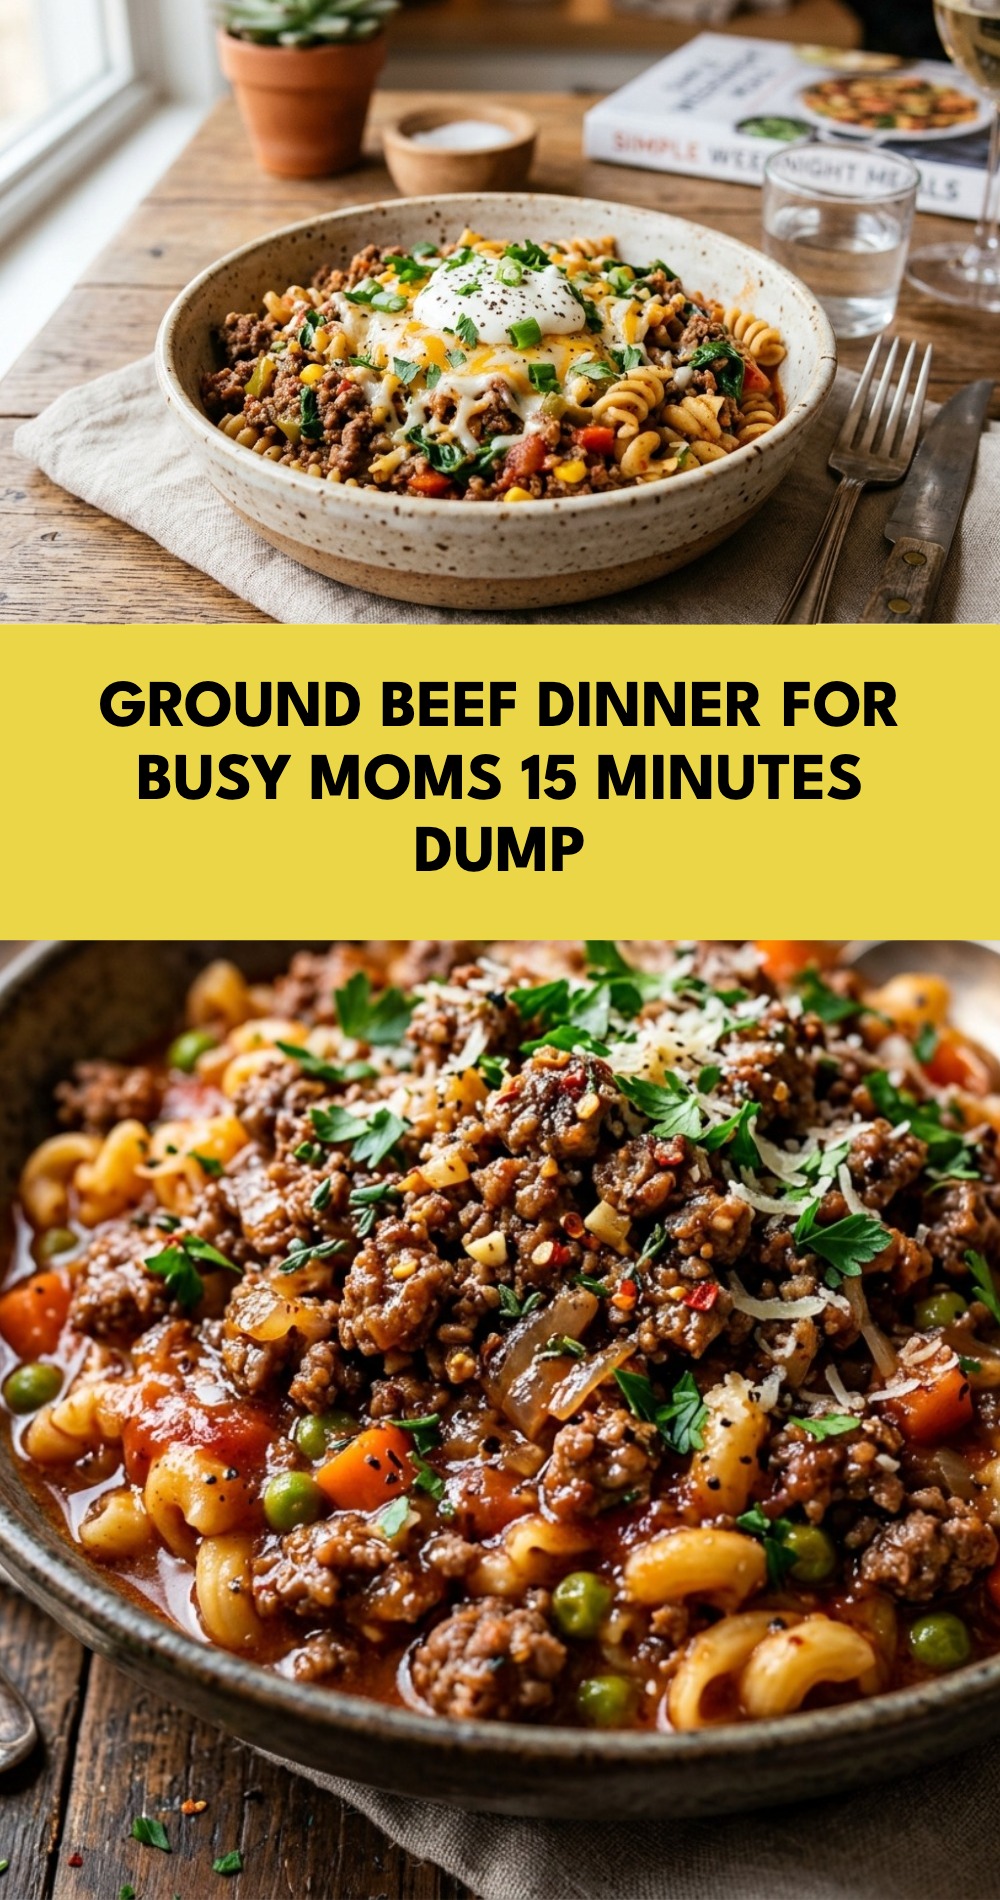 SIMPLE WEEKNIGHT MEALS
GROUND BEEF DINNER FOR
BUSY MOMS 15 MINUTES
DUMP